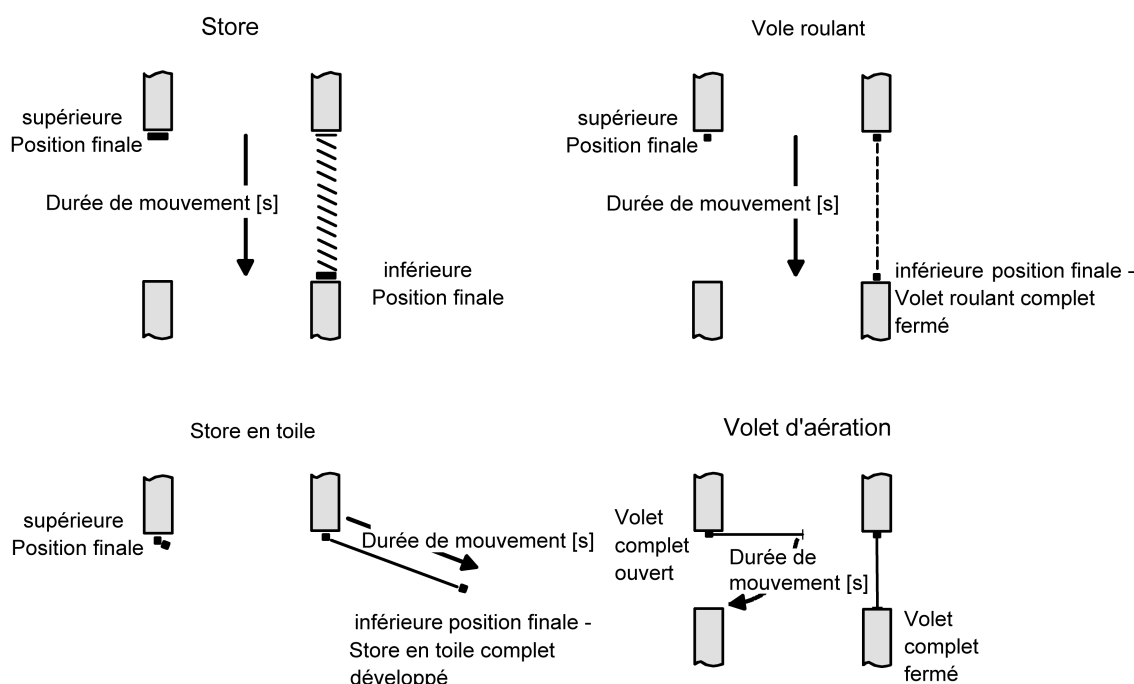 Store
supérieure
Position finale
Durée de mouvement [s]
inférieure
Position finale
Vole roulant
supérieure
Position finale
Durée de mouvement [s]
inférieure position finale -
Volet roulant complet
fermé
Store en toile
supérieure
Position finale
Durée de mouvement [s]
inférieure position finale -
Store en toile complet
développé
Volet d'aération
Volet
complet
ouvert
Durée de
mouvement [s]
Volet
complet
fermé